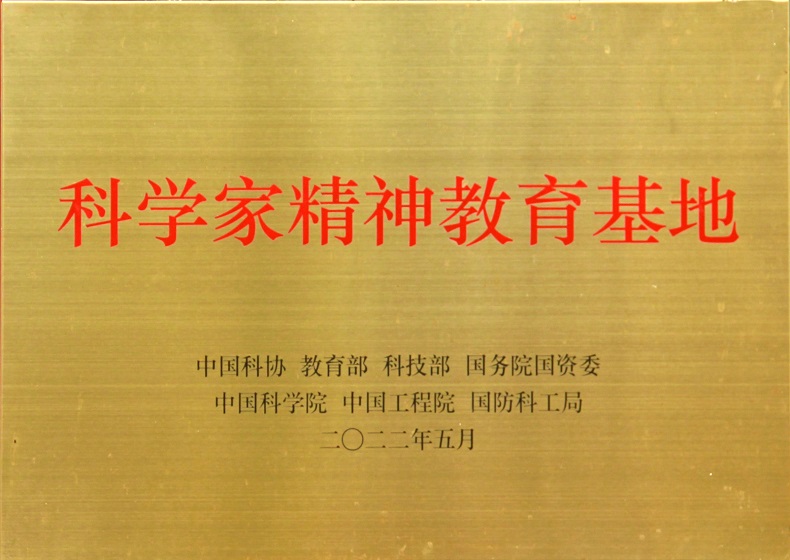 科学家精神教育基地
中国科协 教育部 科技部 国务院国资委
中国科学院 中国工程院 国防科工局
二〇二二年五月